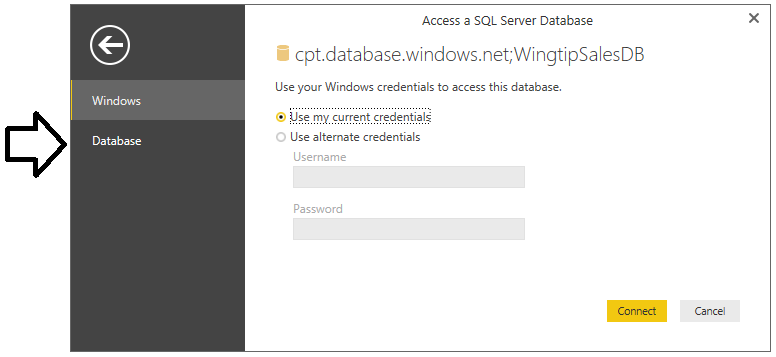 Access a SQL Server Database
Windows
Database
cpt.database.windows.net;WingtipSalesDB
Use your Windows credentials to access this database.
Use my current credentials
Use alternate credentials
Username
Password
Connect
Cancel